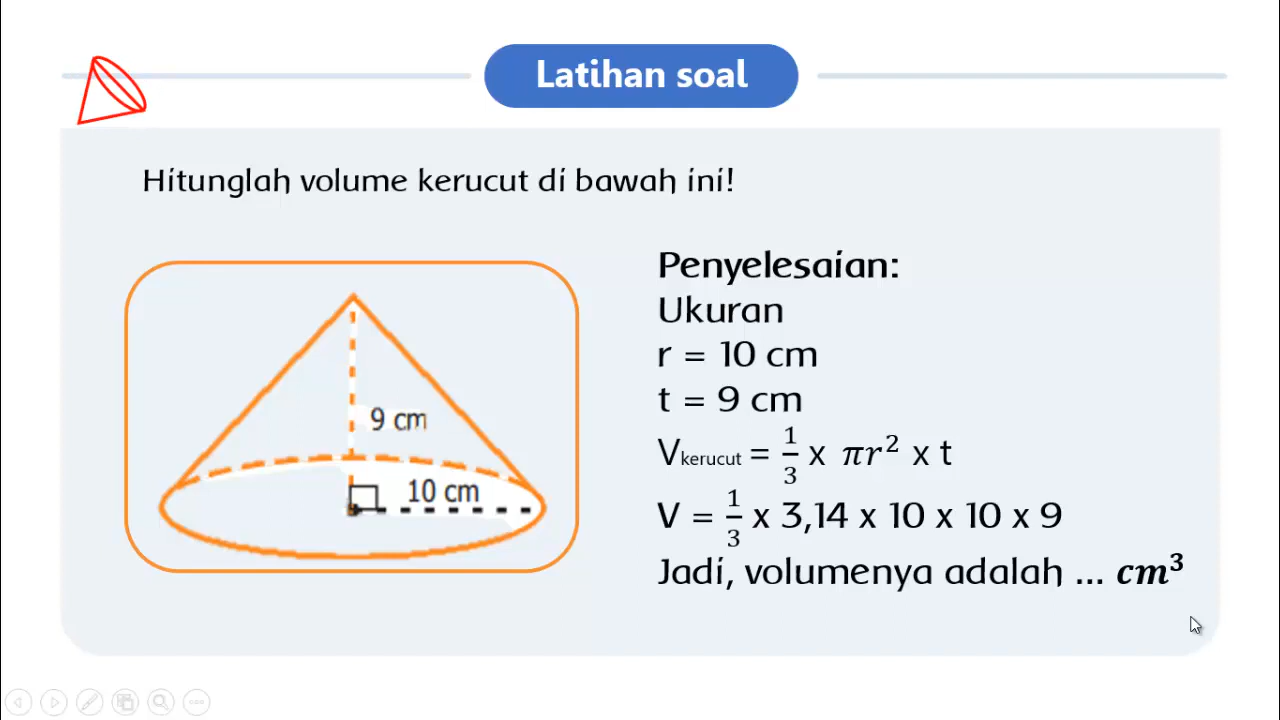 Latihan soal
Hitunglah volume kerucut di bawah ini!
9 cm
10 cm
Penyelesaian:
Ukuran
r = 10 cm
t = 9 cm
Vkerucut = 1/3 x πr² x t
V = 1/3 x 3,14 x 10 x 10 x 9
Jadi, volumenya adalah ... cm³